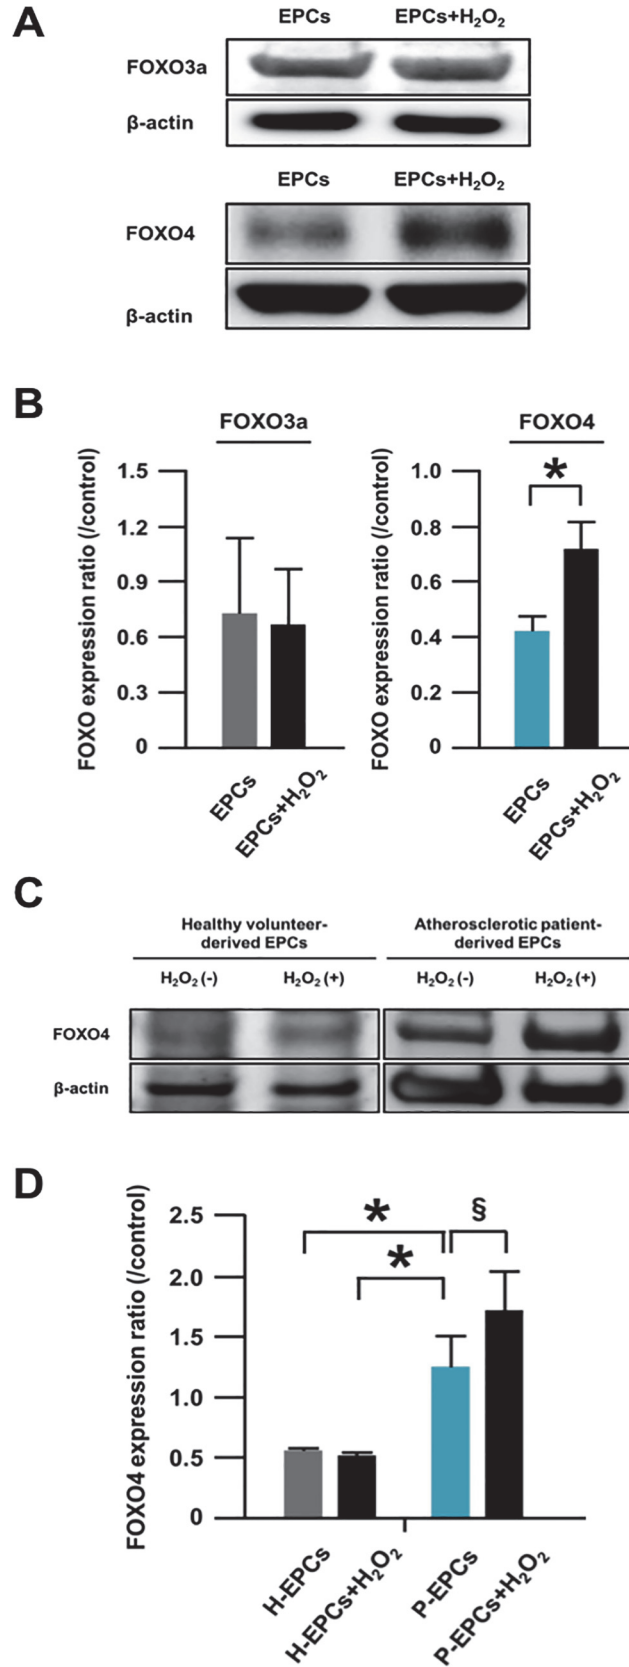 A
EPCs EPCs+H₂O₂
FOXO3a
β-actin
EPCs EPCs+H₂O₂
FOXO4
β-actin
B
FOXO3a
FOXO expression ratio (/control)
1.5
1.2
0.9
0.6
0.3
0
EPCs
EPCs+H₂O₂
FOXO4
FOXO expression ratio (/control)
1.0
0.8
0.6
0.4
0.2
0
*
EPCs
EPCs+H₂O₂
C
Healthy volunteer-
derived EPCs
Atherosclerotic patient-
derived EPCs
H₂O₂ (-) H₂O₂ (+) H₂O₂ (-) H₂O₂ (+)
FOXO4
β-actin
D
FOXO4 expression ratio (/control)
2.5
2.0
1.5
1.0
0.5
0
* §
*
H-EPCs
H-EPCs+H₂O₂
P-EPCs
P-EPCs+H₂O₂